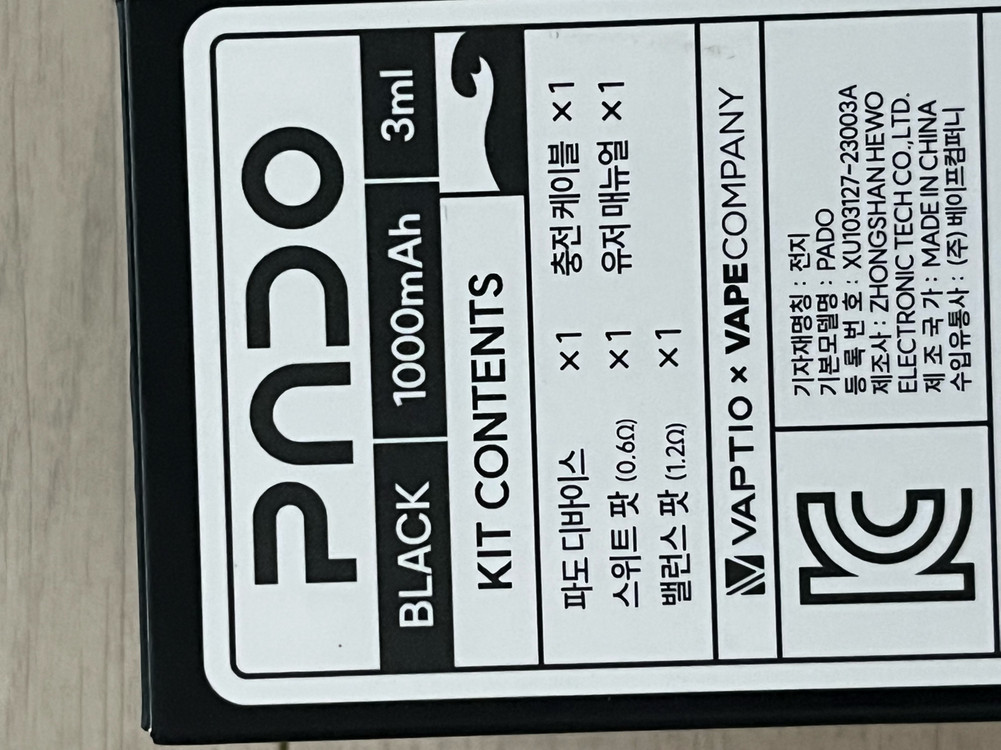 PADO
BLACK 1000mAh 3ml
KIT CONTENTS
파도 디바이스 ×1 충전 케이블 ×1
스위트 팟 (0.6Ω) ×1 유저 매뉴얼 ×1
밸런스 팟 (1.2Ω) ×1
VAPTIO × VAPECOMPANY
기자재명칭 : 전지
기본모델명 : PADO
등 록 번 호 : XU103127-23003A
제조사 : ZHONGSHAN HEWO
ELECTRONIC TECH CO.,LTD.
제 조 국 가 : MADE IN CHINA
수입유통사 : (주) 베이프컴퍼니